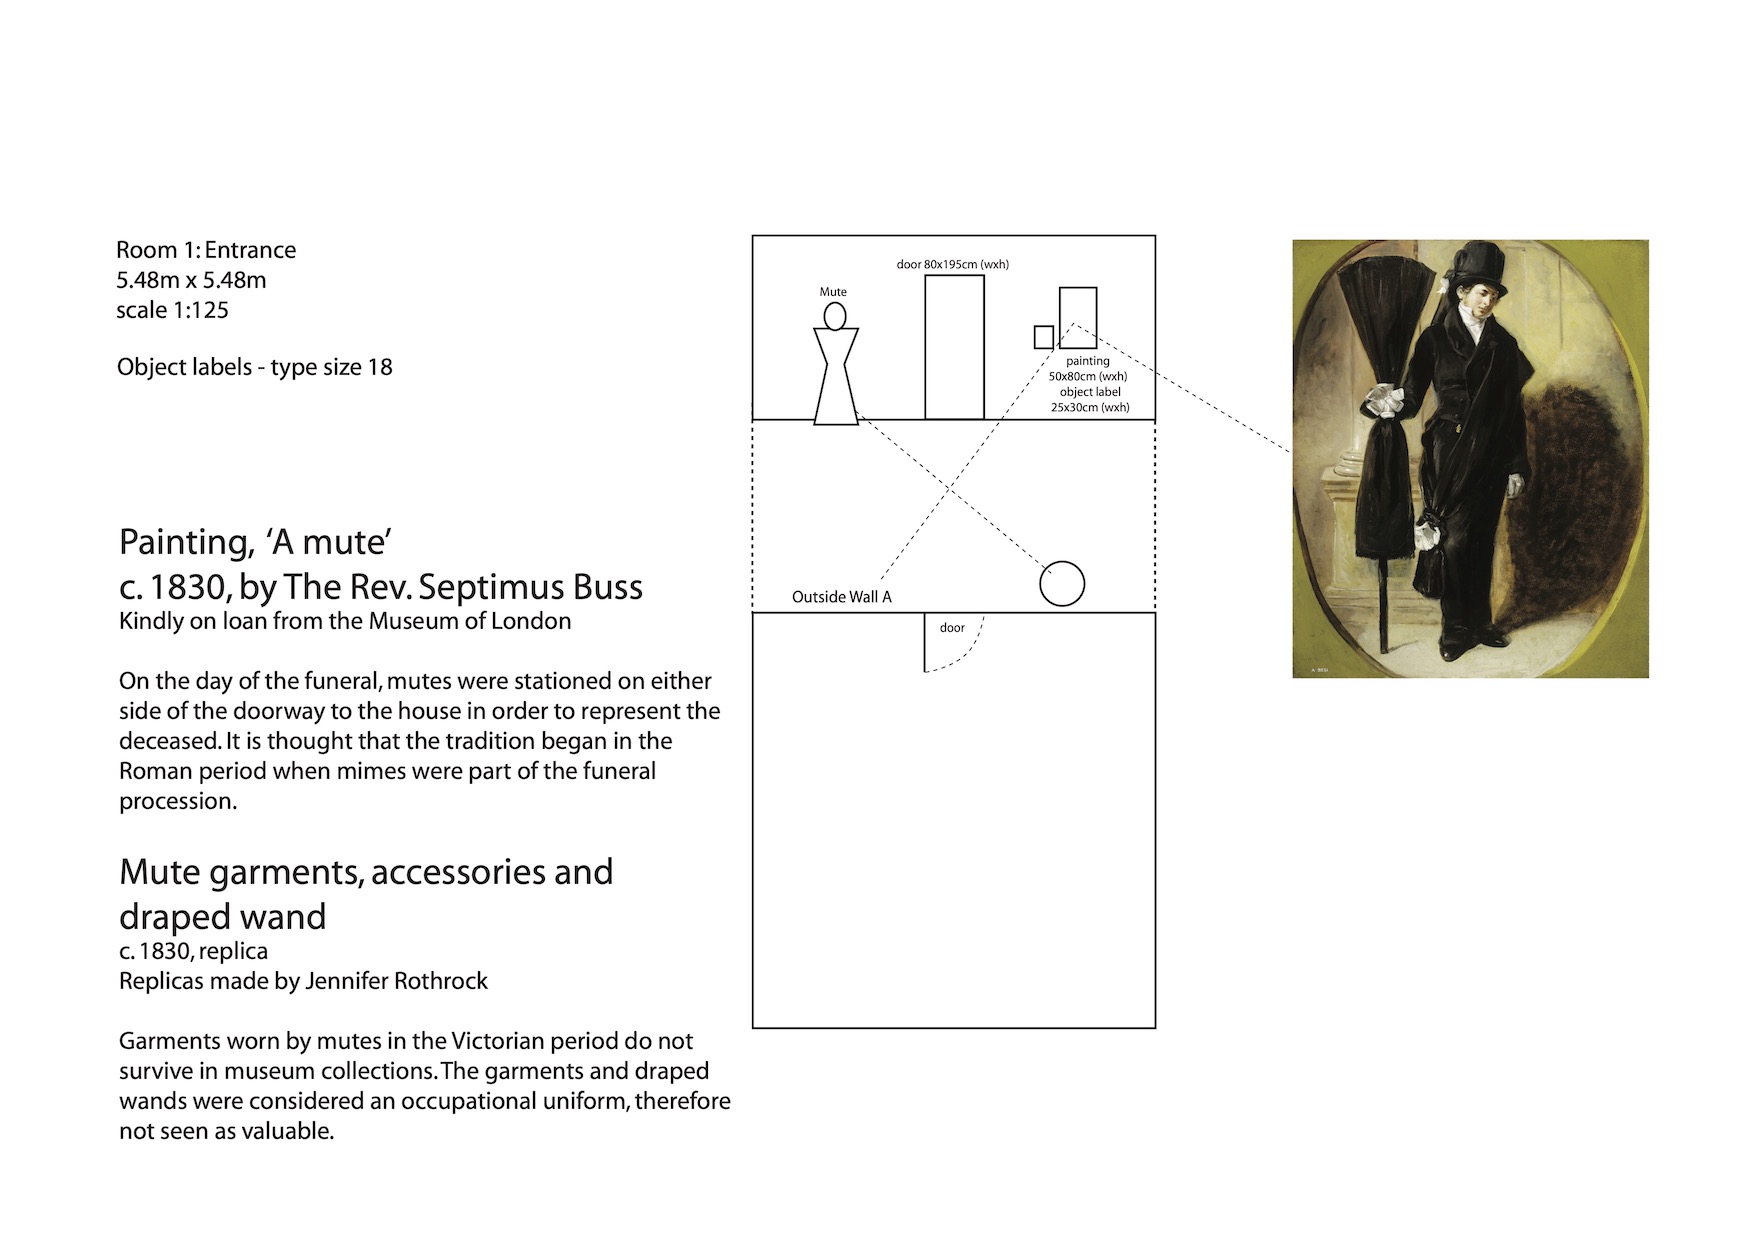 Room 1: Entrance
5.48m x 5.48m
scale 1:125
Object labels - type size 18
Painting, ‘A mute’
c. 1830, by The Rev. Septimus Buss
Kindly on loan from the Museum of London
On the day of the funeral, mutes were stationed on either
side of the doorway to the house in order to represent the
deceased. It is thought that the tradition began in the
Roman period when mimes were part of the funeral
procession.
Mute garments, accessories and
draped wand
c. 1830, replica
Replicas made by Jennifer Rothrock
Garments worn by mutes in the Victorian period do not
survive in museum collections. The garments and draped
wands were considered an occupational uniform, therefore
not seen as valuable.
door 80x195cm (wxh)
Mute
painting
50x80cm (wxh)
object label
25x30cm (wxh)
Outside Wall A
door